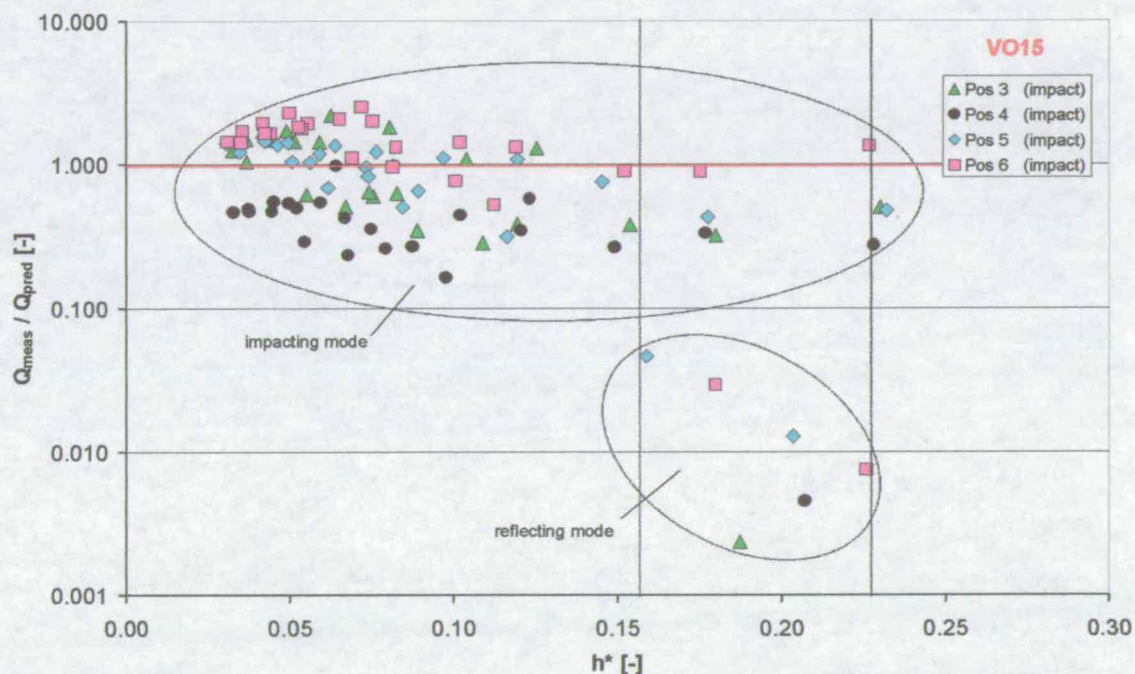 10.000
1.000
0.100
0.010
0.001
Qmeas / Qpred [-]
VO15
Pos 3 (impact)
Pos 4 (impact)
Pos 5 (impact)
Pos 6 (impact)
impacting mode
reflecting mode
0.00 0.05 0.10 0.15 0.20 0.25 0.30
h* [-]